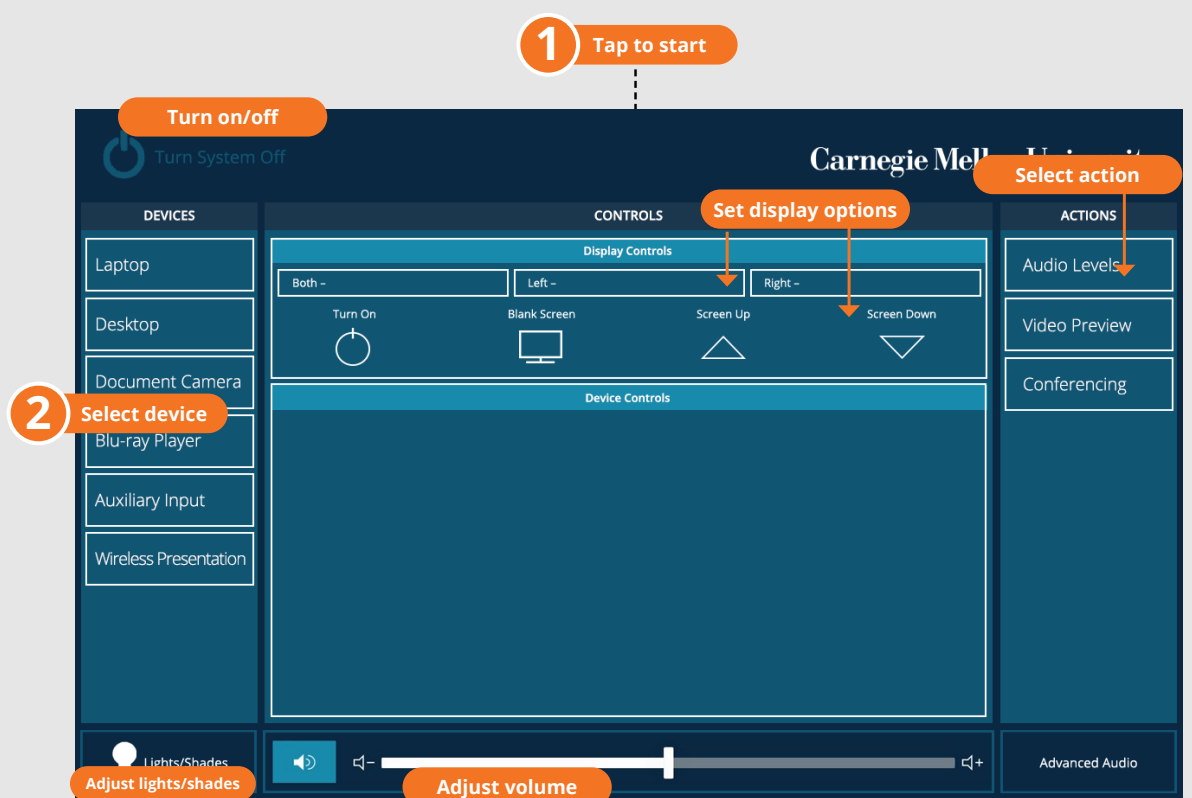 1 Tap to start
Turn on/off
Turn System Off
Carnegie Mell
Select action
DEVICES
CONTROLS
Set display options
ACTIONS
Laptop
Desktop
Document Camera
2 Select device
Blu-ray Player
Auxiliary Input
Wireless Presentation
Display Controls
Both –
Left –
Right –
Turn On
Blank Screen
Screen Up
Screen Down
Device Controls
Audio Levels
Video Preview
Conferencing
Lights/Shades
Adjust lights/shades
Adjust volume
Advanced Audio